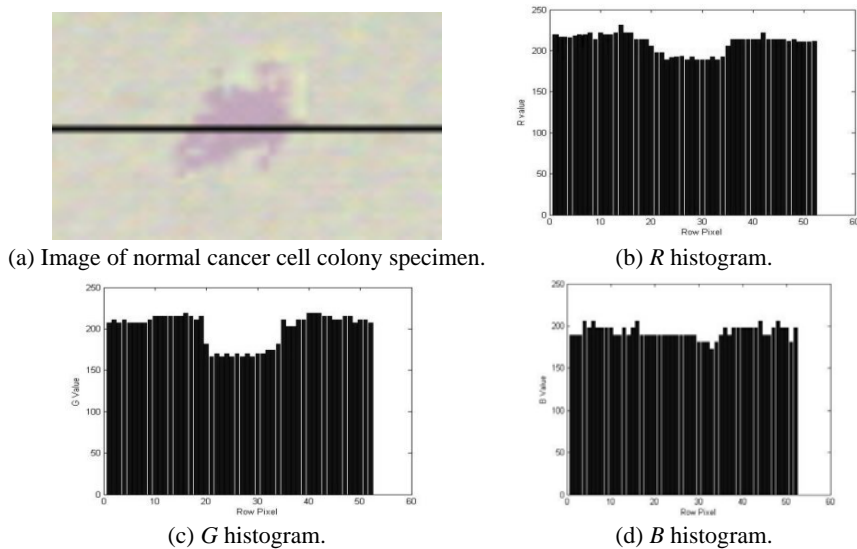 250
200
150
100
50
0
R value
0 10 20 30 40 50 60
Row Pixel
(a) Image of normal cancer cell colony specimen.
(b) R histogram.
250
200
150
100
50
0
G Value
0 10 20 30 40 50 60
Row Pixel
250
200
150
100
50
0
B Value
0 10 20 30 40 50 60
Row Pixel
(c) G histogram.
(d) B histogram.